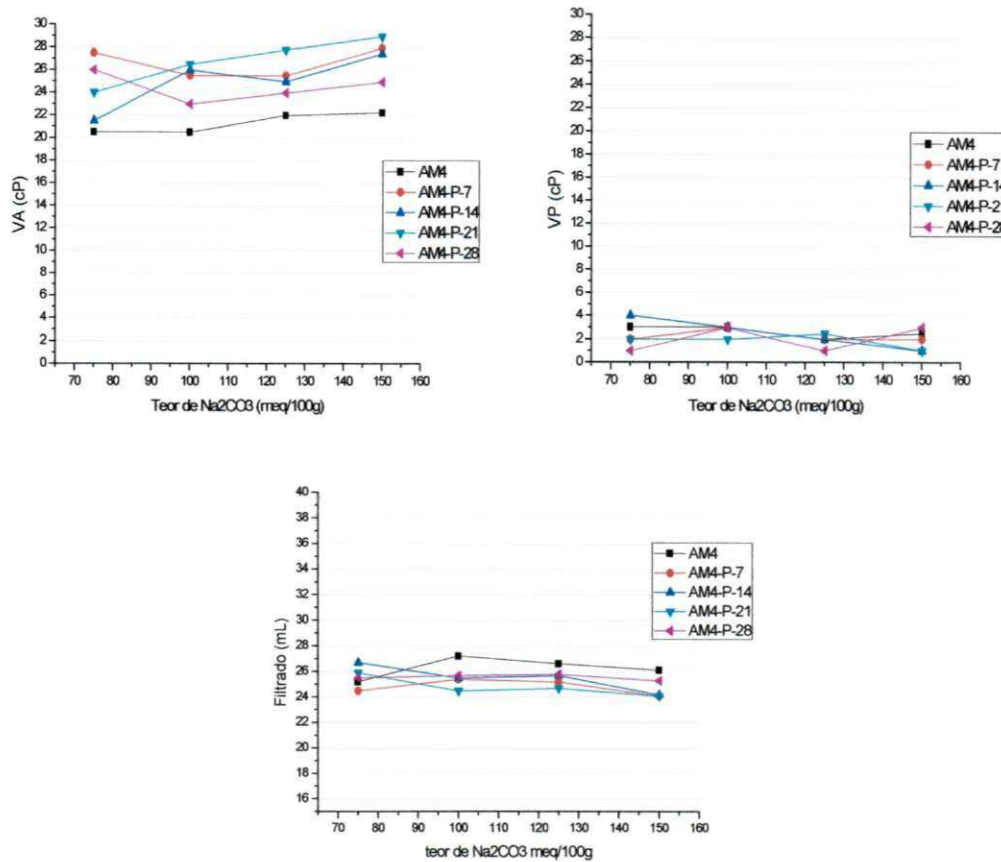 30
28
26
24
22
20
18
16
14
12
10
8
6
4
2
0
VA (cP)
70 80 90 100 110 120 130 140 150 160
Teor de Na2CO3 (meq/100g)
AM4
AM4-P-7
AM4-P-14
AM4-P-21
AM4-P-28
30
28
26
24
22
20
18
16
14
12
10
8
6
4
2
0
VP (cP)
70 80 90 100 110 120 130 140 150 160
Teor de Na2CO3 (meq/100g)
AM4
AM4-P-7
AM4-P-14
AM4-P-2
AM4-P-28
40
38
36
34
32
30
28
26
24
22
20
18
16
Filtrado (mL)
70 80 90 100 110 120 130 140 150 160
teor de Na2CO3 meq/100g
AM4
AM4-P-7
AM4-P-14
AM4-P-21
AM4-P-28